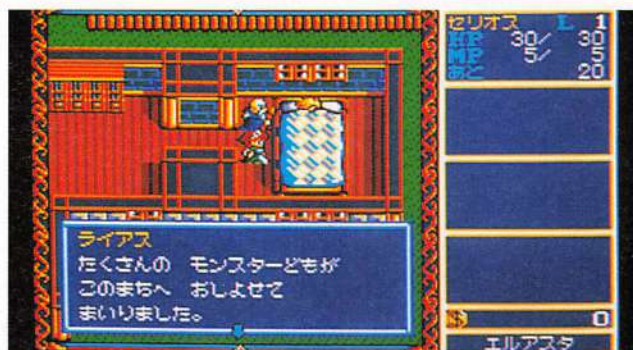 セリオス L 1
HP 30/ 30
MP 5/ 5
あと 20
ライアス
たくさんの モンスターどもが
このまちへ おしよせて
まいりました。
$ 0
エルアスタ